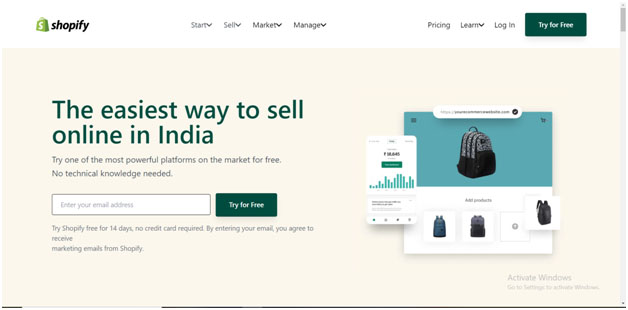 shopify
Start
Sell
Market
Manage
Pricing
Learn
Log In
Try for Free
The easiest way to sell
online in India
Try one of the most powerful platforms on the market for free.
No technical knowledge needed.
Enter your email address
Try for Free
Try Shopify free for 14 days, no credit card required. By entering your email, you agree to
receive
marketing emails from Shopify.
https://yourecommercewebsite.com
₹ 16,645
Add products
Activate Windows
Go to Settings to activate Windows.